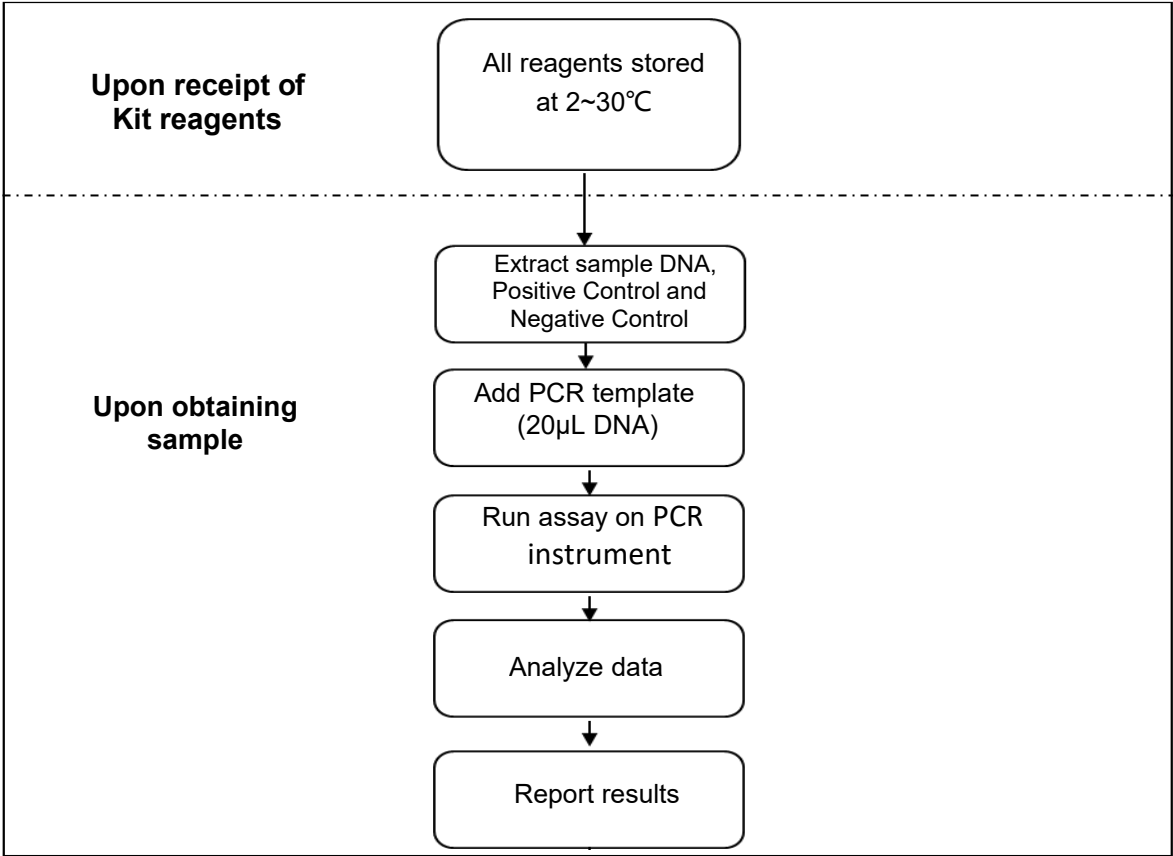 Upon receipt of
Kit reagents
All reagents stored
at 2~30℃
Extract sample DNA,
Positive Control and
Negative Control
Upon obtaining
sample
Add PCR template
(20µL DNA)
Run assay on PCR
instrument
Analyze data
Report results